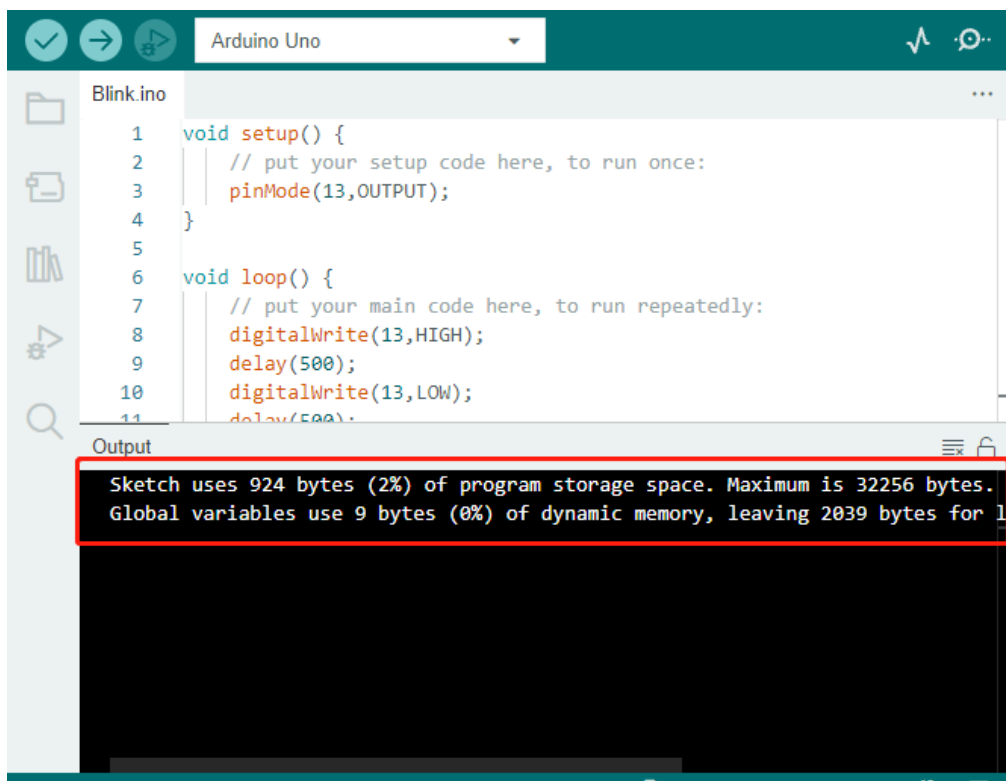 Arduino Uno
Blink.ino
1 void setup() {
2 // put your setup code here, to run once:
3 pinMode(13,OUTPUT);
4 }
5
6 void loop() {
7 // put your main code here, to run repeatedly:
8 digitalWrite(13,HIGH);
9 delay(500);
10 digitalWrite(13,LOW);
11 delay(500);
Output
Sketch uses 924 bytes (2%) of program storage space. Maximum is 32256 bytes.
Global variables use 9 bytes (0%) of dynamic memory, leaving 2039 bytes for l